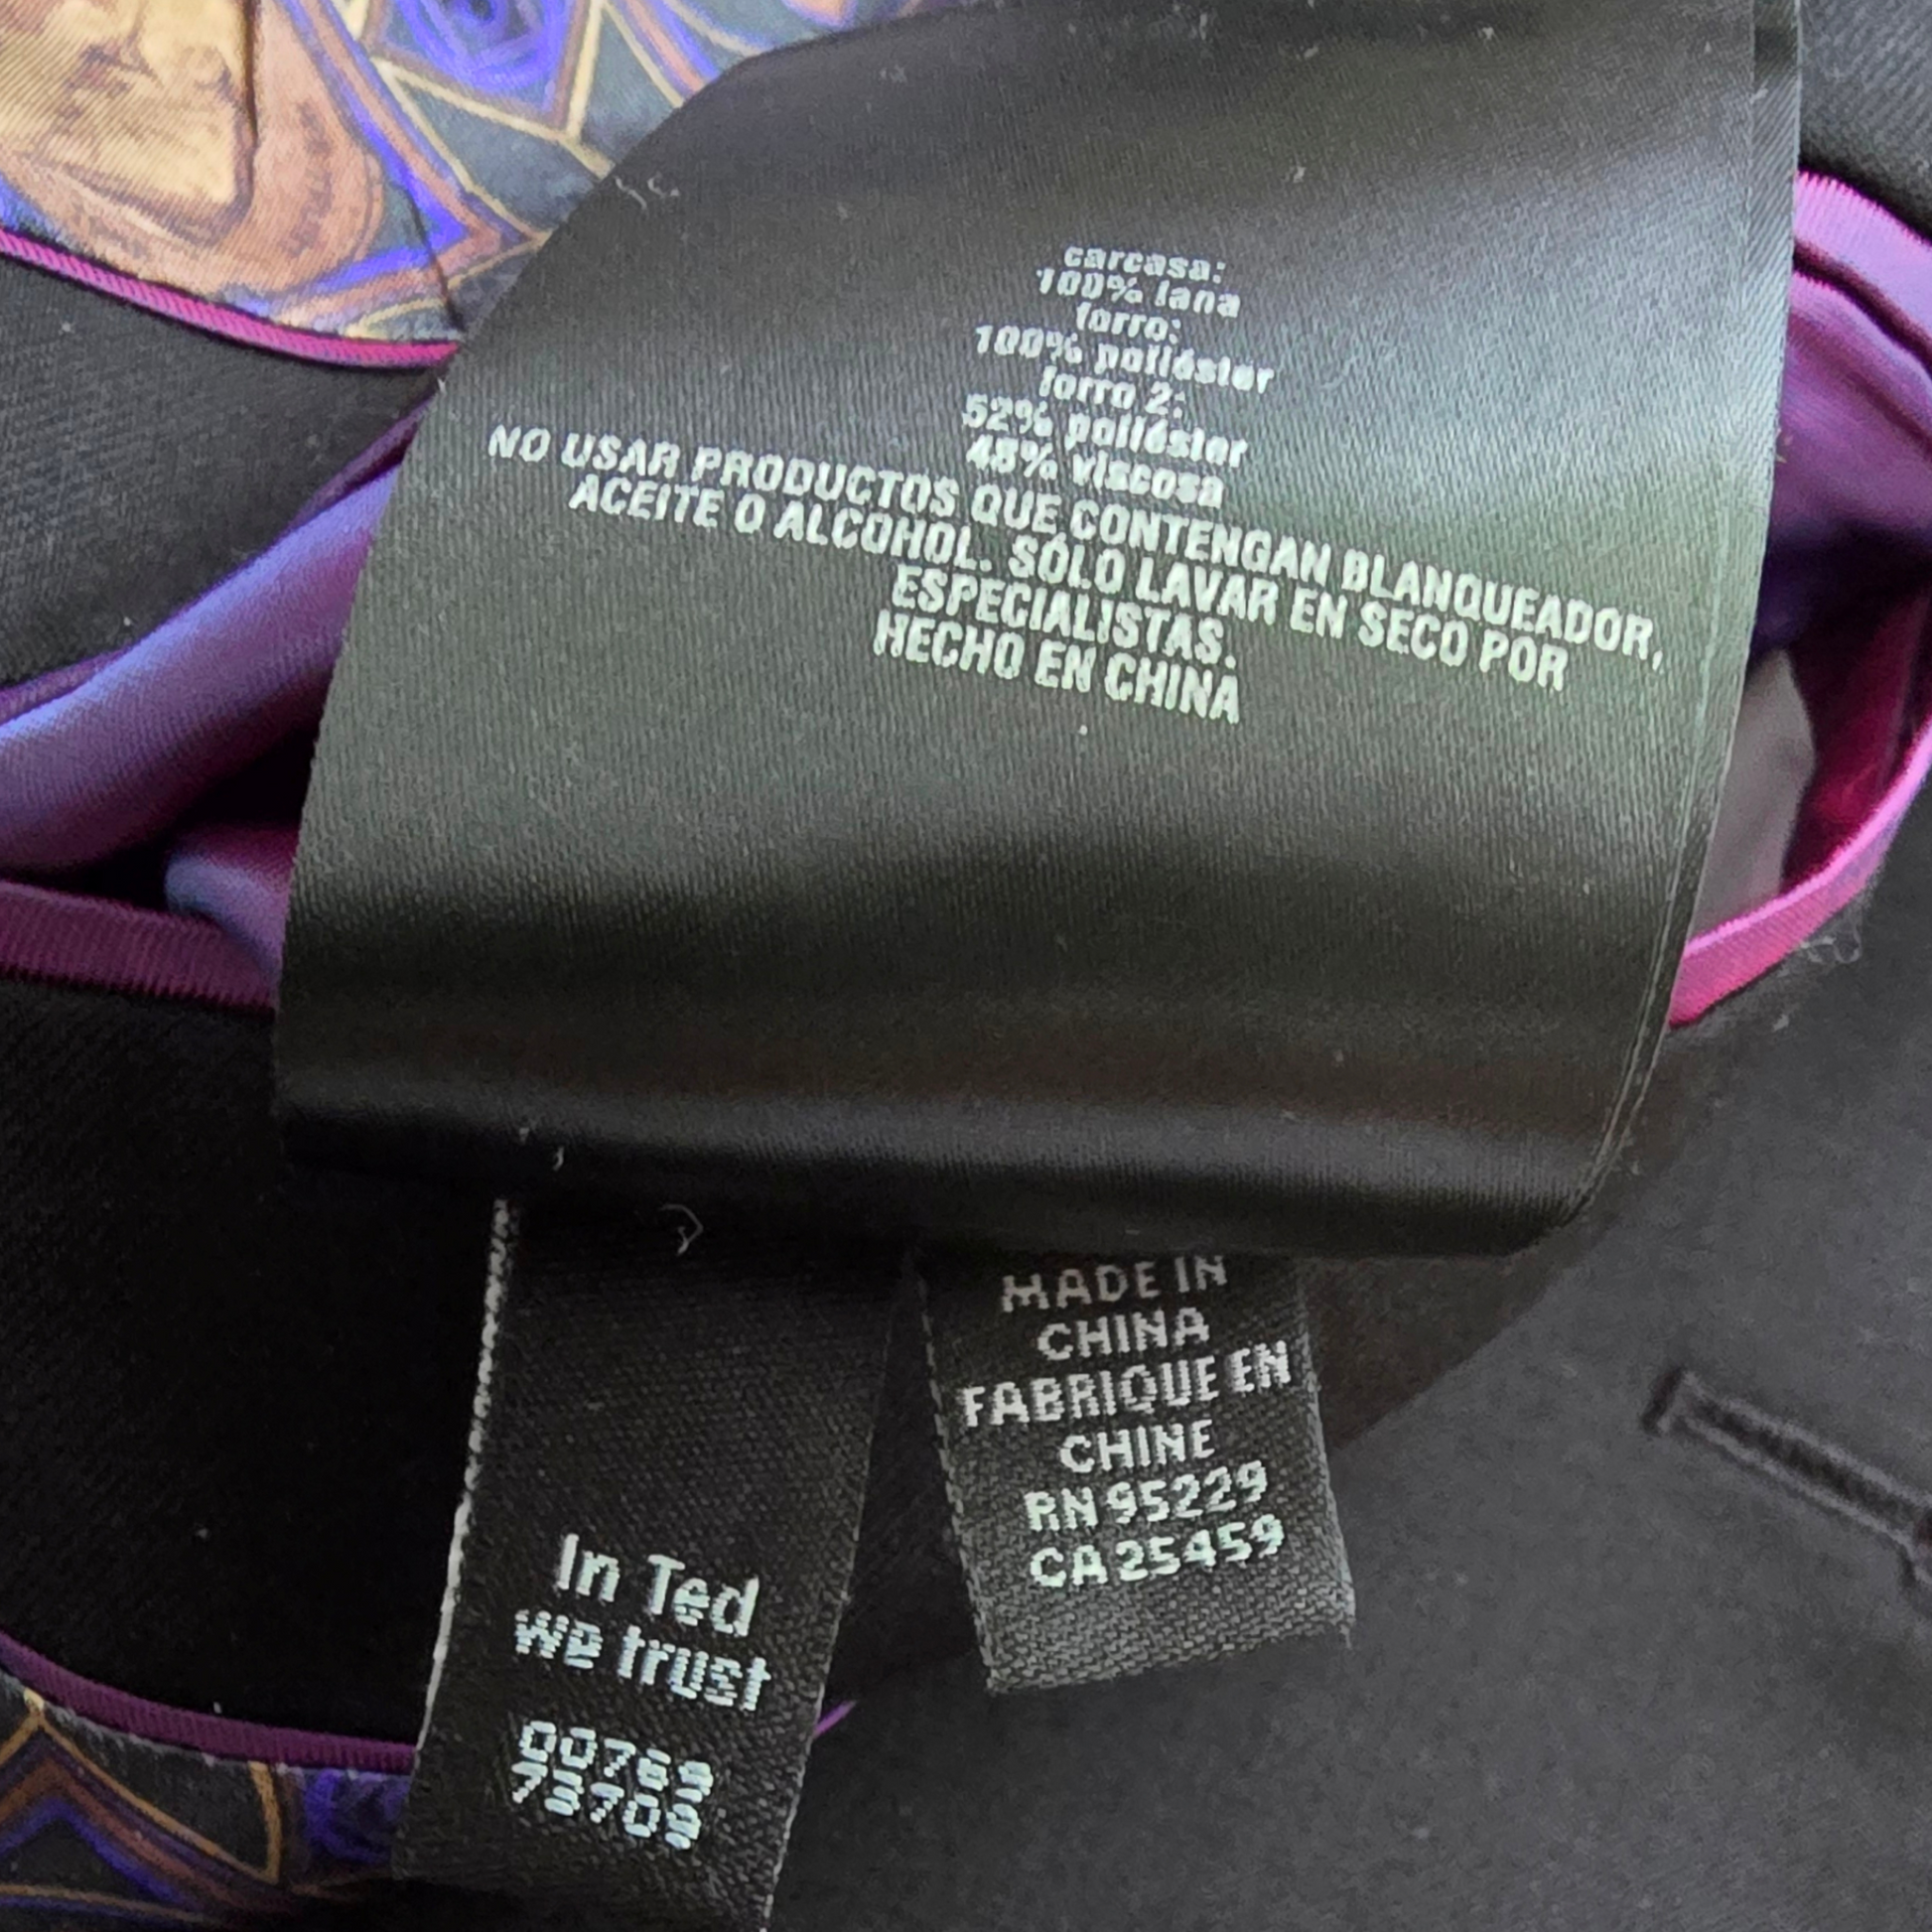 carcasa:
100% lana
forro:
100% poliéster
forro 2:
52% poliéster
48% viscosa
NO USAR PRODUCTOS QUE CONTENGAN BLANQUEADOR,
ACEITE O ALCOHOL. SÓLO LAVAR EN SECO POR
ESPECIALISTAS.
HECHO EN CHINA
MADE IN
CHINA
FABRIQUE EN
CHINE
RN 95229
CA 25459
In Ted
we trust
00769
73709